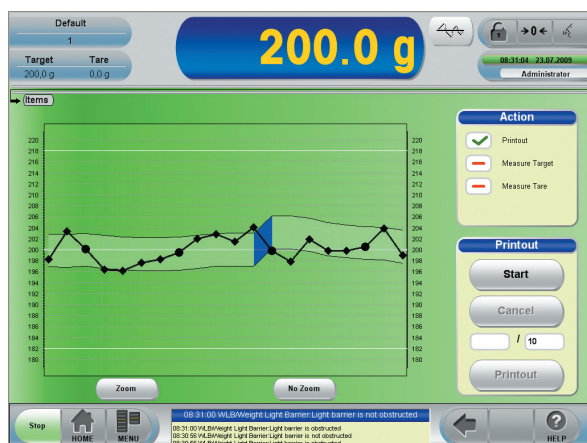 Default
1
Target Tare
200,0 g 0,0 g
200.0 g
→0←
08:31:04 23.07.2009
Administrator
Items
220 220
218 218
216 216
214 214
212 212
210 210
208 208
206 206
204 204
202 202
200 200
198 198
196 196
194 194
192 192
190 190
188 188
186 186
184 184
182 182
180 180
Zoom No Zoom
Action
Printout
Measure Target
Measure Tare
Printout
Start
Cancel
/ 10
Printout
Stop
HOME
MENU
08:31:00 WLB/Weight Light Barrier:Light barrier is not obstructed
08:31:00 WLB/Weight Light Barrier:Light barrier is not obstructed
08:30:56 WLB/Weight Light Barrier:Light barrier is not obstructed
HELP